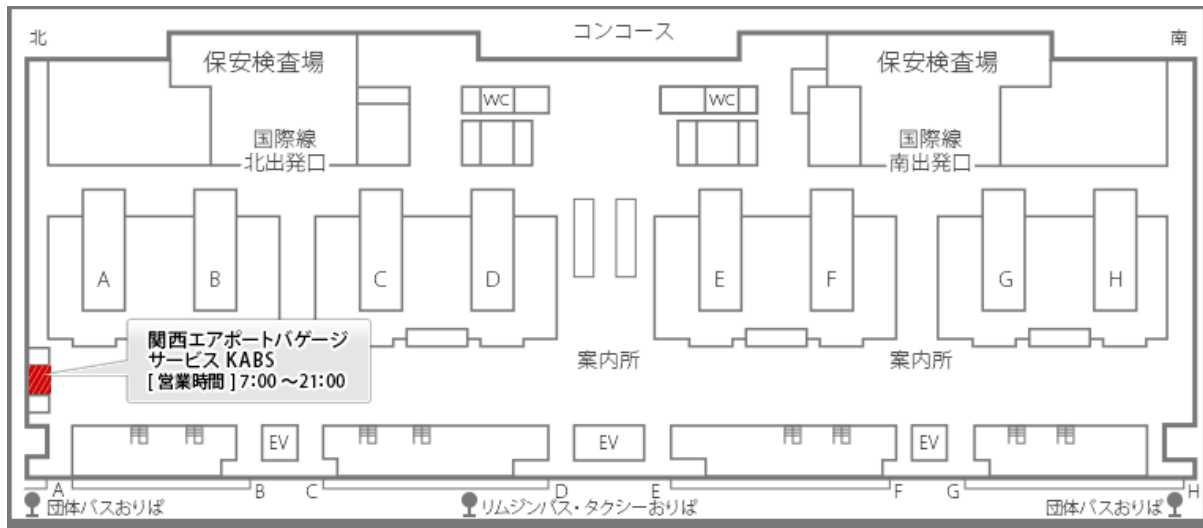 コンコース
北
南
保安検査場
保安検査場
WC
WC
国際線
北出発口
国際線
南出発口
A
B
C
D
E
F
G
H
関西エアポートバゲージ
サービス KABS
[ 営業時間 ] 7:00 ～21:00
案内所
案内所
EV
EV
EV
A
B
C
D
E
F
G
H
団体バスおりば
リムジンバス・タクシーおりば
団体バスおりば